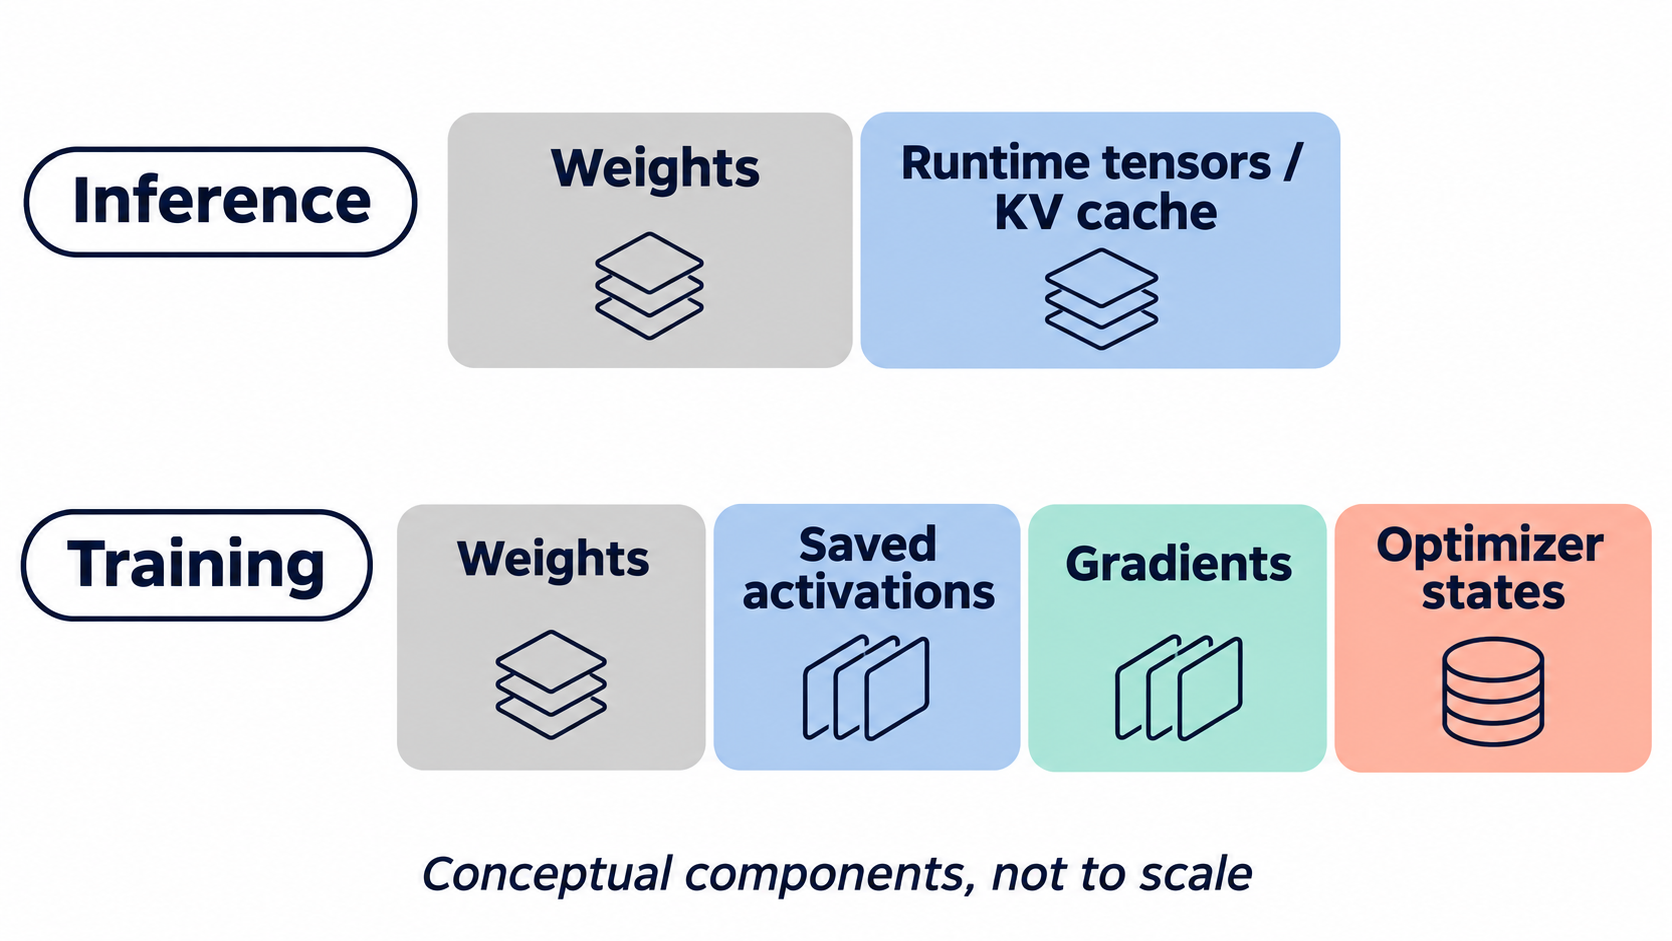 Inference
Weights
Runtime tensors /
KV cache
Training
Weights
Saved
activations
Gradients
Optimizer
states
Conceptual components, not to scale